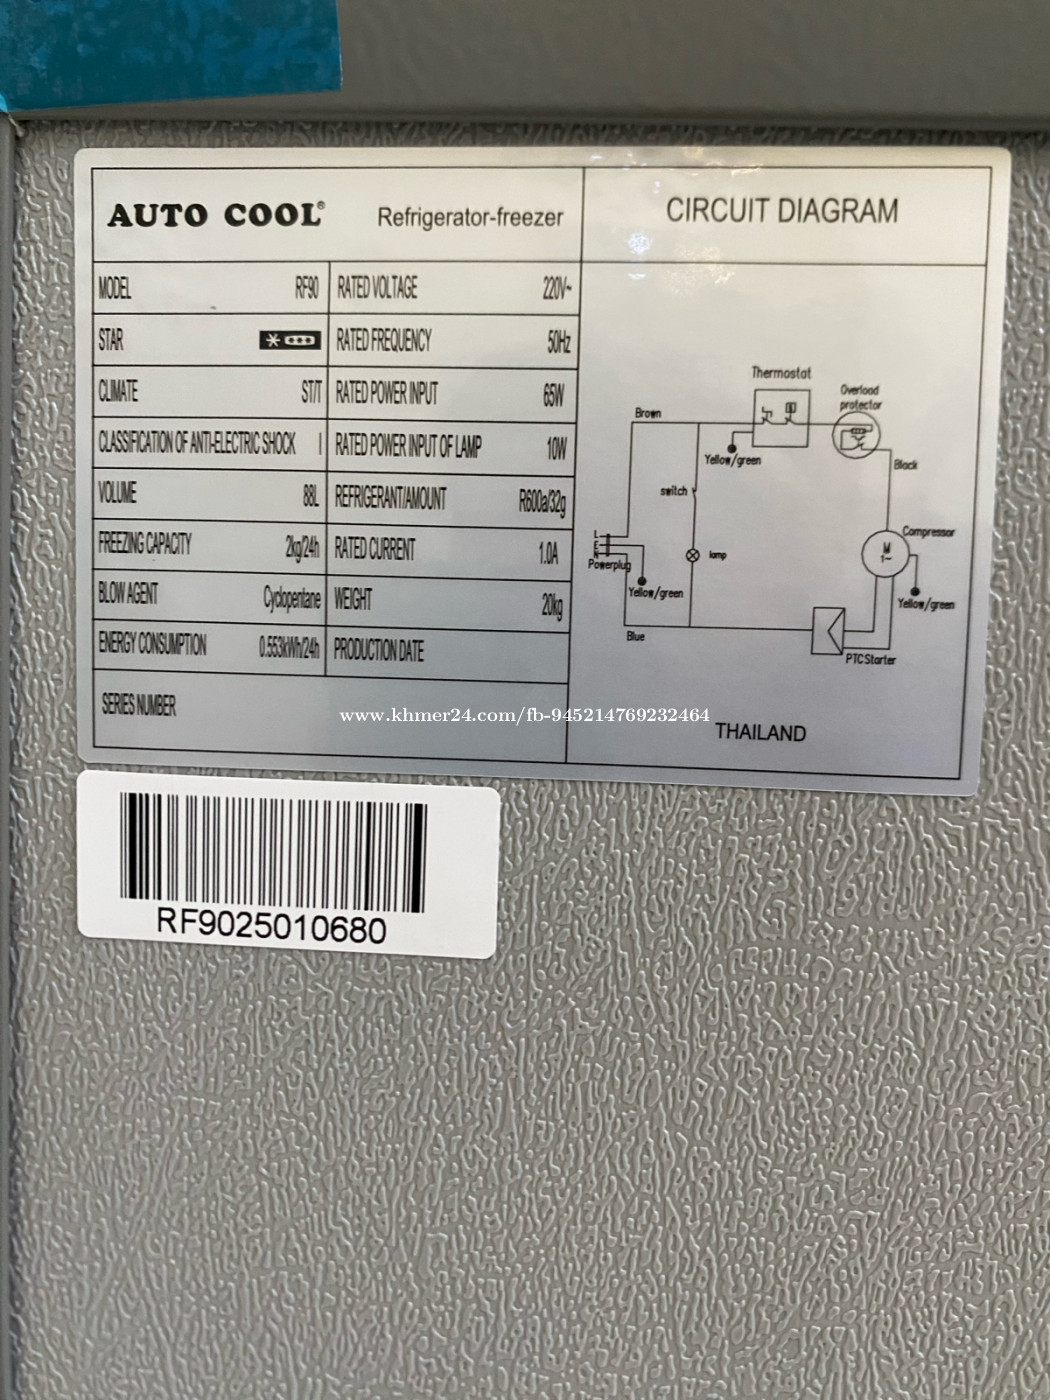 AUTO COOL® Refrigerator-freezer
CIRCUIT DIAGRAM
MODEL RF90 RATED VOLTAGE 220V~
STAR RATED FREQUENCY 50Hz
CLIMATE ST/T RATED POWER INPUT 65W
CLASSIFICATION OF ANTI-ELECTRIC SHOCK I RATED POWER INPUT OF LAMP 10W
VOLUME 88L REFRIGERANT/AMOUNT R600a/32g
FREEZING CAPACITY 2kg/24h RATED CURRENT 1.0A
BLOW AGENT Cyclopentane WEIGHT 20kg
ENERGY CONSUMPTION 0.553kWh/24h PRODUCTION DATE
SERIES NUMBER
Thermostat
Overload
protector
Brown
Yellow/green
Black
switch
Compressor
L
E
N
lamp
M
1~
Powerplug
Yellow/green
Yellow/green
Blue
PTC Starter
www.khmer24.com/fb-945214769232464
THAILAND
RF9025010680